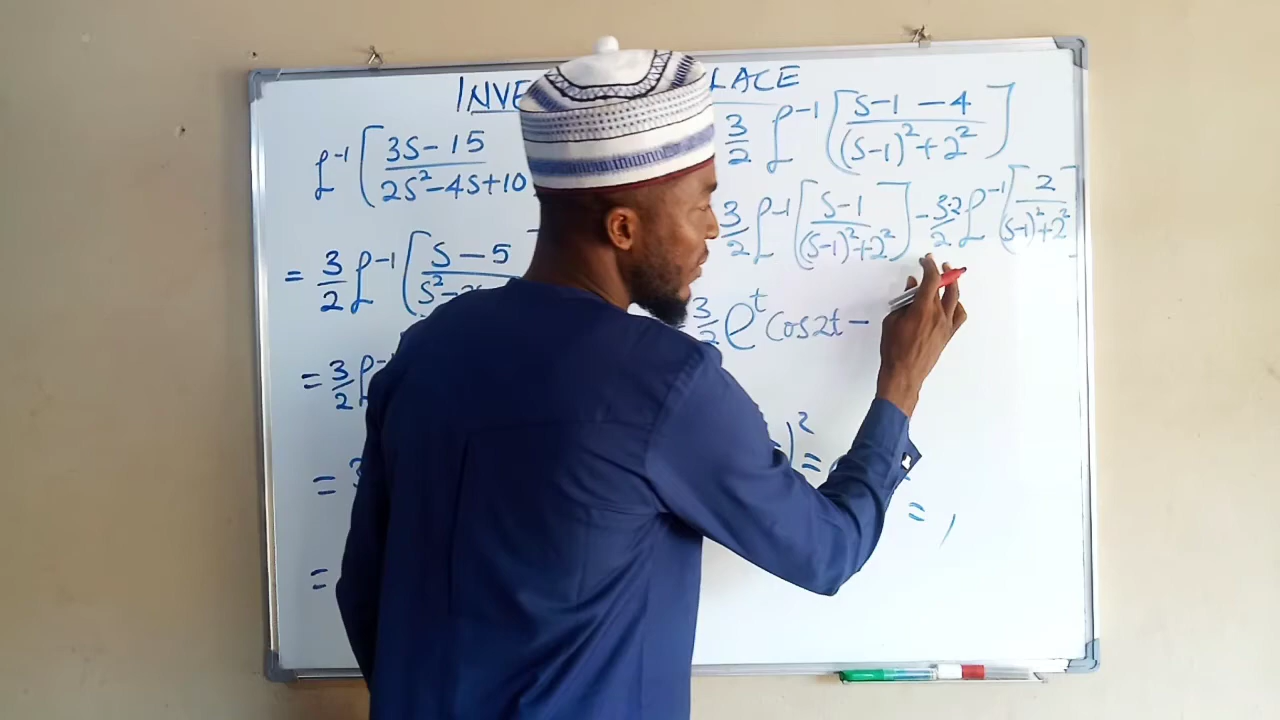 INVE LACE
ℒ⁻¹ [ (3S-15)/(2S²-4S+10)
= 3/2 ℒ⁻¹ [ (S-5)/(S²-
= 3/2 ℒ⁻¹
= 3
=
3/2 ℒ⁻¹ [ (S-1-4)/((S-1)²+2²) ]
3/2 ℒ⁻¹ [ (S-1)/((S-1)²+2²) ] - 3·2/2 ℒ⁻¹ [ 2/((S-1)²+2²) ]
3/2 e^t Cos2t -
)² =
=